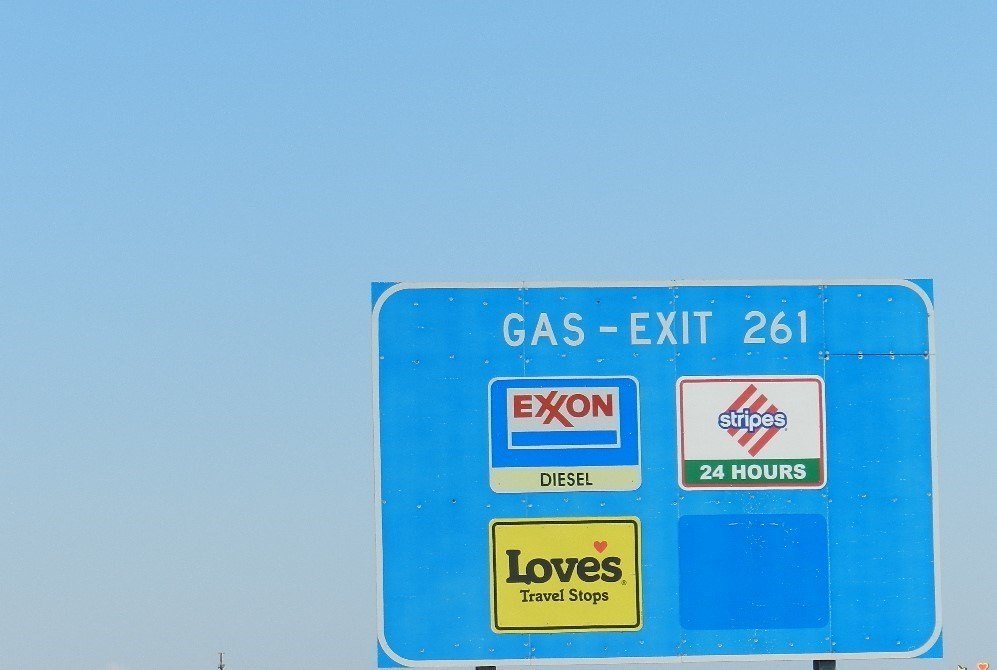 GAS - EXIT 261
EXXON
DIESEL
stripes
24 HOURS
Love's
Travel Stops